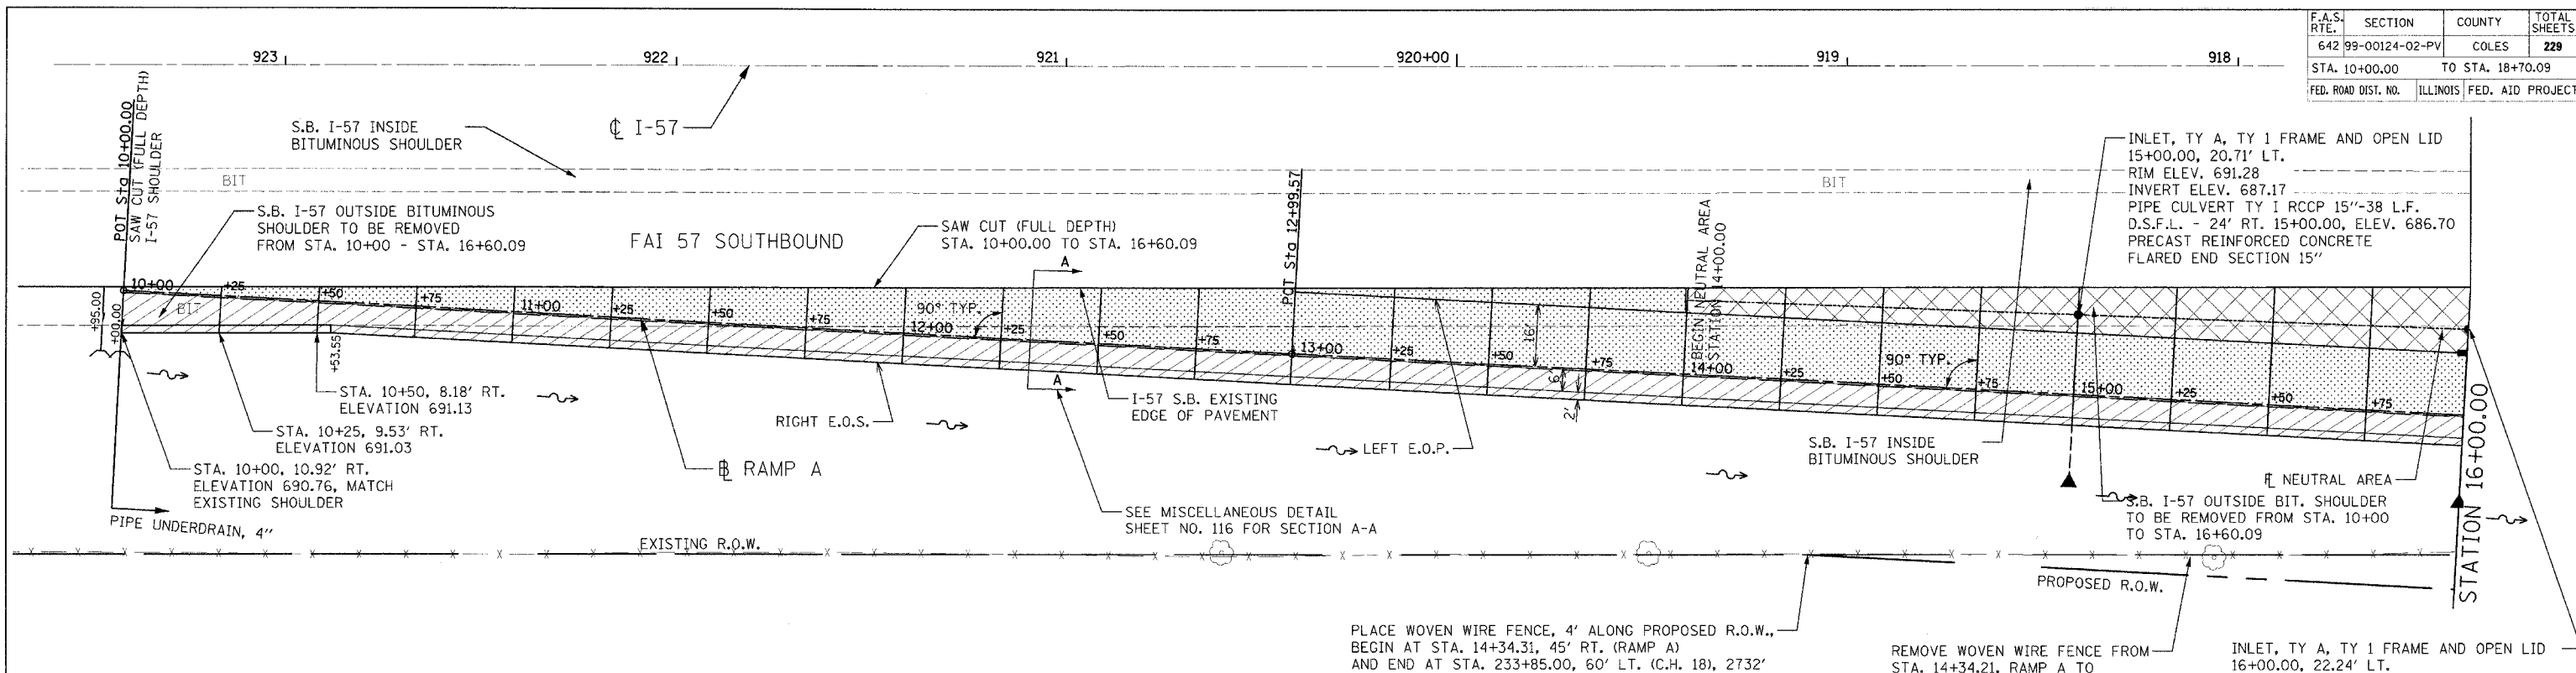 F.A.S. RTE. SECTION COUNTY TOTAL SHEETS
642 99-00124-02-PV COLES 229
STA. 10+00.00 TO STA. 18+70.09
FED. ROAD DIST. NO. ILLINOIS FED. AID PROJECT
923 922 921 920+00 919 918
POT Sta 10+00.00
SAW CUT (FULL DEPTH)
I-57 SHOULDER
S.B. I-57 INSIDE
BITUMINOUS SHOULDER
℄ I-57
BIT
BIT
S.B. I-57 OUTSIDE BITUMINOUS
SHOULDER TO BE REMOVED
FROM STA. 10+00 - STA. 16+60.09
FAI 57 SOUTHBOUND
SAW CUT (FULL DEPTH)
STA. 10+00.00 TO STA. 16+60.09
A
POT Sta 12+99.57
BEGIN NEUTRAL AREA
STATION 14+00.00
INLET, TY A, TY 1 FRAME AND OPEN LID
15+00.00, 20.71' LT.
RIM ELEV. 691.28
INVERT ELEV. 687.17
PIPE CULVERT TY I RCCP 15"-38 L.F.
D.S.F.L. - 24' RT. 15+00.00, ELEV. 686.70
PRECAST REINFORCED CONCRETE
FLARED END SECTION 15"
+95.00
+00.00
BIT
10+00 +25 +50 +75 11+00 +25 +50 +75 12+00 +25 +50 +75 13+00 +25 +50 +75 14+00 +25 +50 +75 15+00 +25 +50 +75
90° TYP.
90° TYP.
16'
6'
2'
+53.55
A
STA. 10+50, 8.18' RT.
ELEVATION 691.13
STA. 10+25, 9.53' RT.
ELEVATION 691.03
STA. 10+00, 10.92' RT.
ELEVATION 690.76, MATCH
EXISTING SHOULDER
PIPE UNDERDRAIN, 4"
RIGHT E.O.S.
I-57 S.B. EXISTING
EDGE OF PAVEMENT
RAMP A
LEFT E.O.P.
S.B. I-57 INSIDE
BITUMINOUS SHOULDER
NEUTRAL AREA
S.B. I-57 OUTSIDE BIT. SHOULDER
TO BE REMOVED FROM STA. 10+00
TO STA. 16+60.09
STATION 16+00.00
SEE MISCELLANEOUS DETAIL
SHEET NO. 116 FOR SECTION A-A
EXISTING R.O.W.
PROPOSED R.O.W.
PLACE WOVEN WIRE FENCE, 4' ALONG PROPOSED R.O.W.,
BEGIN AT STA. 14+34.31, 45' RT. (RAMP A)
AND END AT STA. 233+85.00, 60' LT. (C.H. 18), 2732'
REMOVE WOVEN WIRE FENCE FROM
STA. 14+34.21, RAMP A TO
INLET, TY A, TY 1 FRAME AND OPEN LID
16+00.00, 22.24' LT.